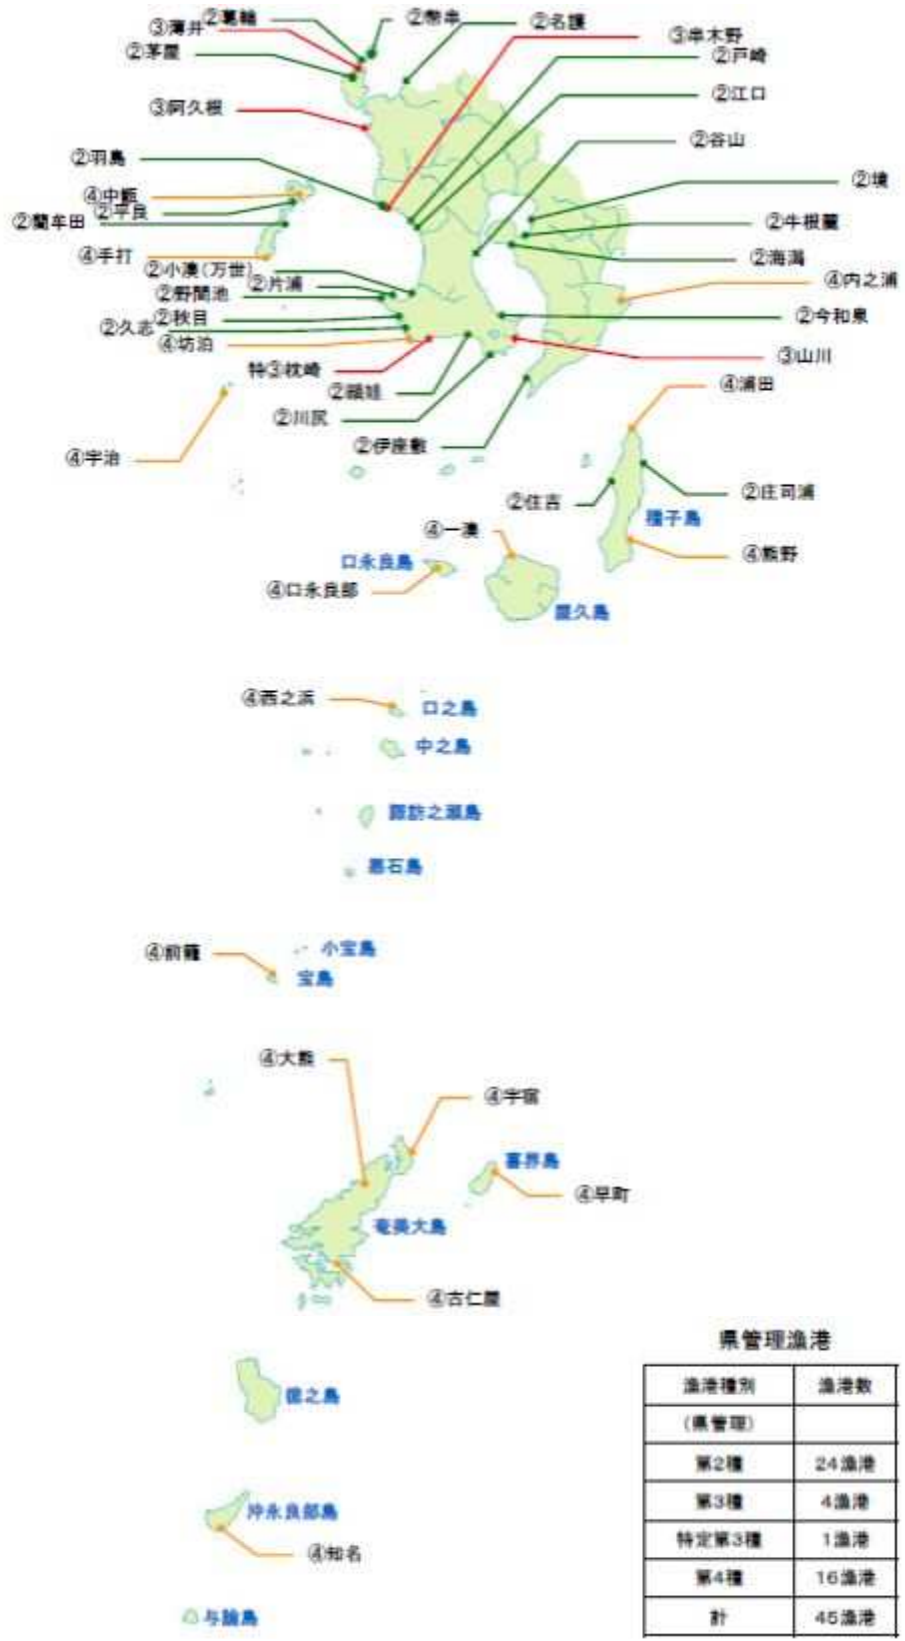 ②葛輪
②幣串
②名護
③薄井
③串木野
②茅屋
②戸崎
②江口
③阿久根
②谷山
②羽島
②境
④中甑
②平良
②藺牟田
②牛根麓
④手打
②海潟
②小湊(万世)
②片浦
④内之浦
②野間池
②秋目
②今和泉
②久志
④坊泊
③山川
特③枕崎
④浦田
②頴娃
②川尻
②伊座敷
④宇治
②住吉
②庄司浦
種子島
④一湊
④熊野
口永良島
④口永良部
屋久島
④西之浜
口之島
中之島
諏訪之瀬島
悪石島
④前籠
小宝島
宝島
④大熊
④宇宿
喜界島
④早町
奄美大島
④古仁屋
県管理漁港
漁港種別 漁港数
(県管理)
第2種 24漁港
第3種 4漁港
特定第3種 1漁港
第4種 16漁港
計 45漁港
徳之島
沖永良部島
④知名
与論島